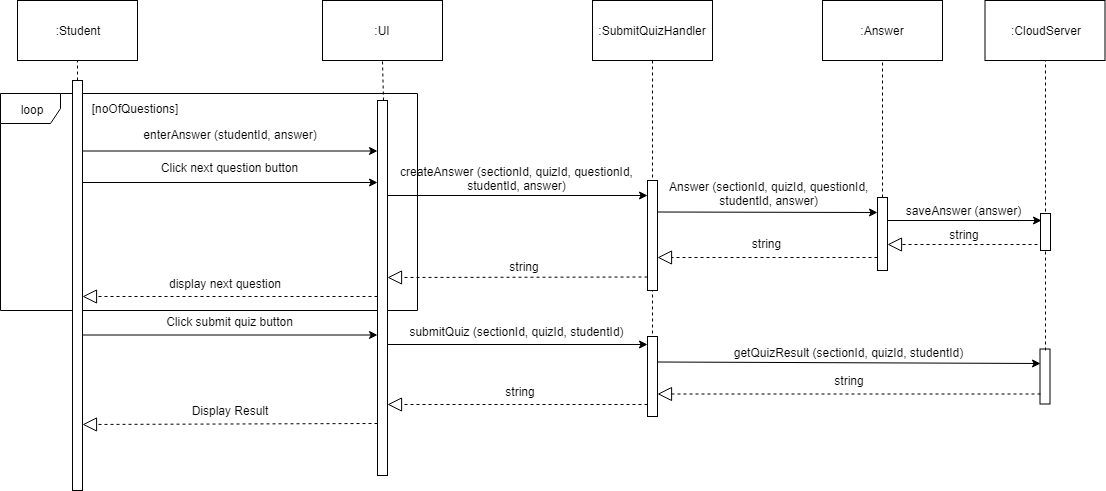 :Student
:UI
:SubmitQuizHandler
:Answer
:CloudServer
loop
[noOfQuestions]
enterAnswer (studentId, answer)
Click next question button
createAnswer (sectionId, quizId, questionId,
studentId, answer)
Answer (sectionId, quizId, questionId,
studentId, answer)
saveAnswer (answer)
string
string
string
display next question
Click submit quiz button
submitQuiz (sectionId, quizId, studentId)
getQuizResult (sectionId, quizId, studentId)
string
string
Display Result